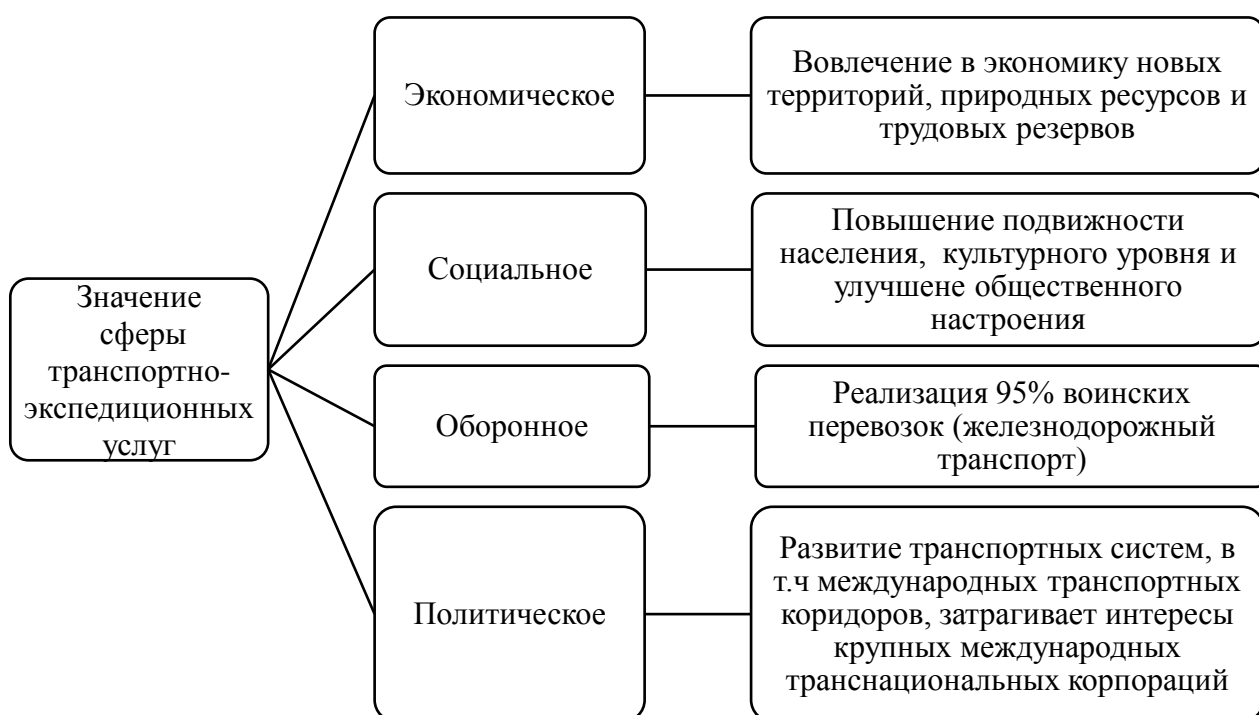 Значение
сферы
транспортно-
экспедиционных
услуг
Экономическое
Вовлечение в экономику новых
территорий, природных ресурсов и
трудовых резервов
Социальное
Повышение подвижности
населения, культурного уровня и
улучшене общественного
настроения
Оборонное
Реализация 95% воинских
перевозок (железнодорожный
транспорт)
Политическое
Развитие транспортных систем, в
т.ч международных транспортных
коридоров, затрагивает интересы
крупных международных
транснациональных корпораций